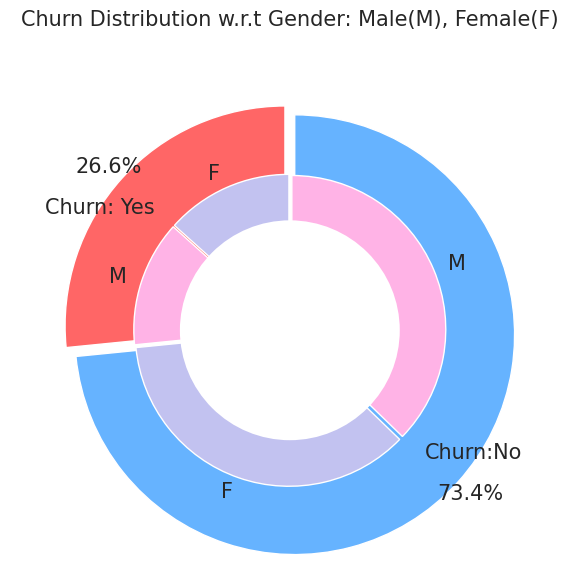 Churn Distribution w.r.t Gender: Male(M), Female(F)
26.6%
F
Churn: Yes
M
M
Churn:No
F
73.4%